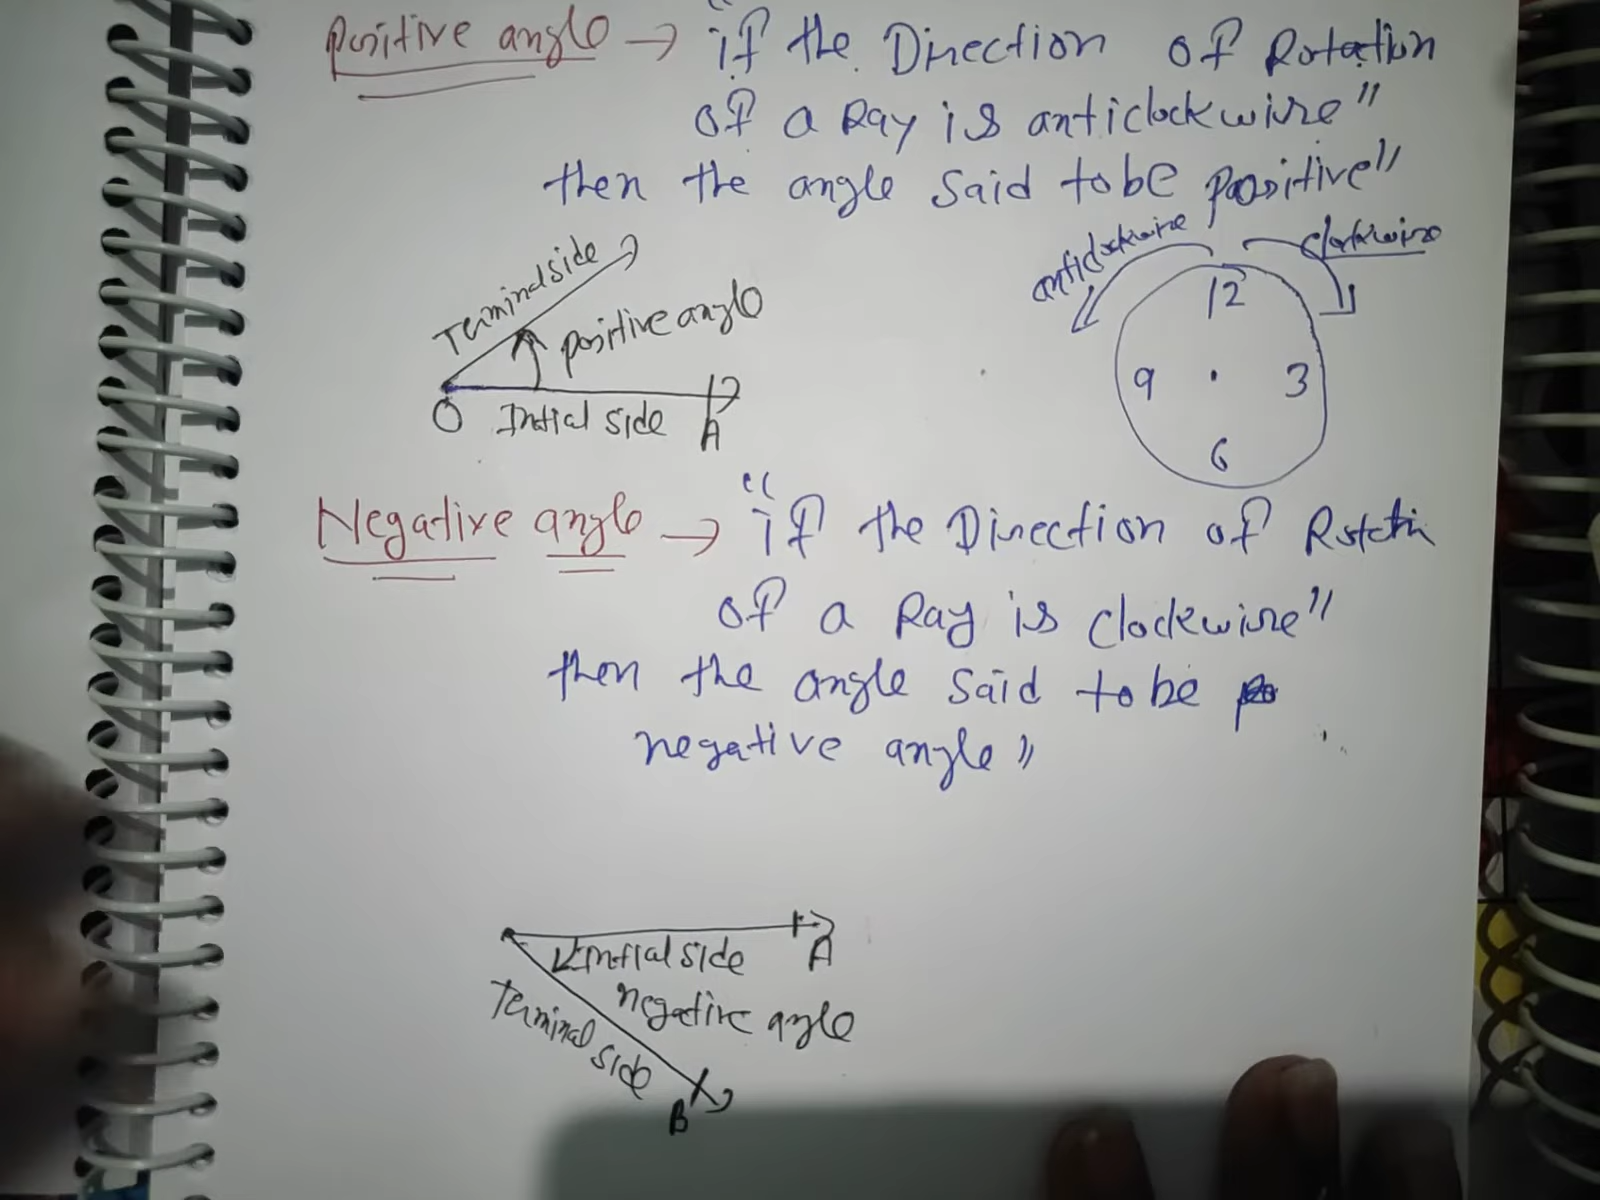 Positive angle → "if the Direction of Rotation
of a Ray is anticlockwise"
then the angle said to be positive"
anticlockwise clockwise
Terminal side
positive angle
O Initial side A
12
9 3
6
Negative angle → "if the Direction of
of a Ray is clockwise"
then the angle said to be
negative angle"
Initial side A
negative angle
Terminal side
B